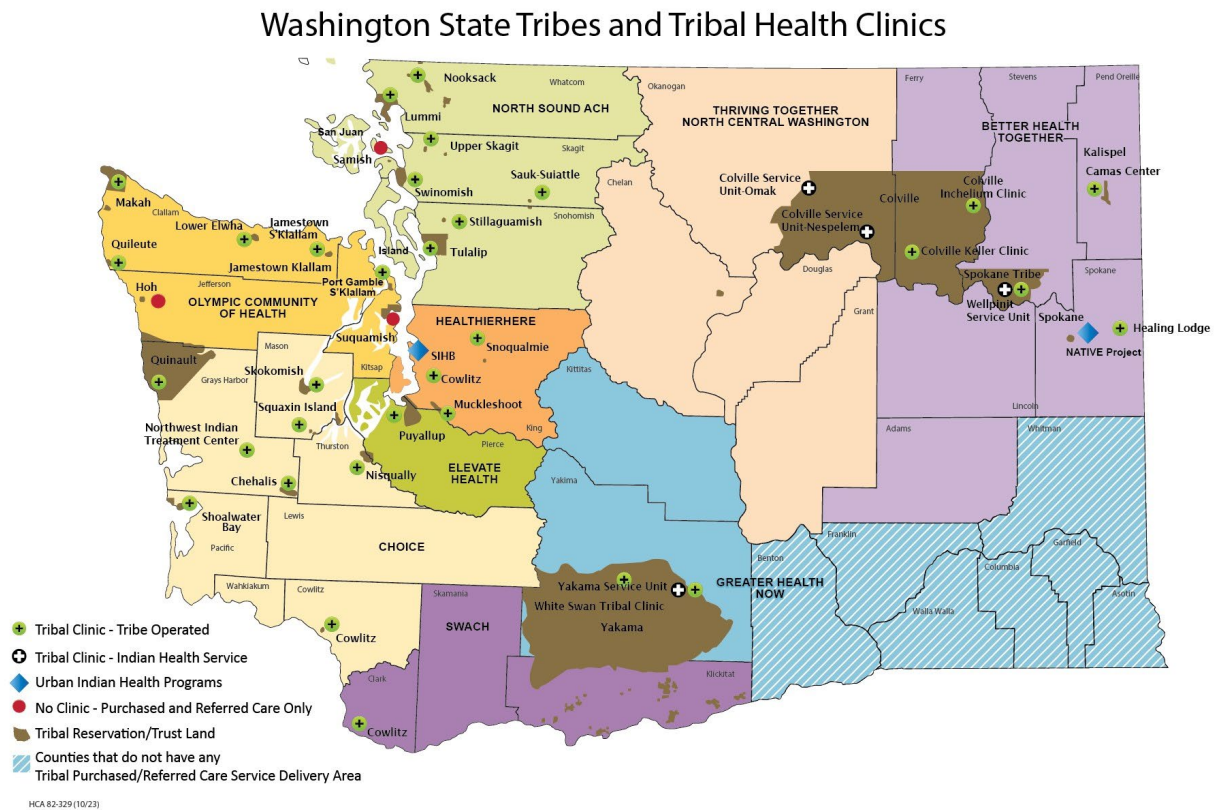 Washington State Tribes and Tribal Health Clinics
Nooksack
Whatcom
NORTH SOUND ACH
Lummi
San Juan
Samish
Upper Skagit
Skagit
Swinomish
Sauk-Suiattle
Stillaguamish
Snohomish
Tulalip
Island
Okanogan
THRIVING TOGETHER
NORTH CENTRAL WASHINGTON
Chelan
Colville Service
Unit-Omak
Colville Service
Unit-Nespelem
Douglas
Grant
Ferry
Stevens
Pend Oreille
BETTER HEALTH
TOGETHER
Kalispel
Camas Center
Colville
Colville
Inchelium Clinic
Colville Keller Clinic
Spokane Tribe
Wellpinit
Service Unit
Spokane
Spokane
Healing Lodge
NATIVE Project
Lincoln
Adams
Whitman
Makah
Clallam
Lower Elwha
Jamestown
S'Klallam
Quileute
Jamestown Klallam
Port Gamble
S'Klallam
Hoh
Jefferson
OLYMPIC COMMUNITY
OF HEALTH
Suquamish
Kitsap
HEALTHIERHERE
SIHB
Snoqualmie
Cowlitz
Muckleshoot
King
Quinault
Grays Harbor
Mason
Skokomish
Squaxin Island
Northwest Indian
Treatment Center
Thurston
Chehalis
Nisqually
Puyallup
Pierce
ELEVATE
HEALTH
Kittitas
Yakima
Shoalwater
Bay
Pacific
Lewis
CHOICE
Wahkiakum
Cowlitz
Cowlitz
Skamania
SWACH
Clark
Cowlitz
Yakama Service Unit
White Swan Tribal Clinic
Yakama
GREATER HEALTH
NOW
Klickitat
Benton
Franklin
Walla Walla
Columbia
Garfield
Asotin
Tribal Clinic - Tribe Operated
Tribal Clinic - Indian Health Service
Urban Indian Health Programs
No Clinic - Purchased and Referred Care Only
Tribal Reservation/Trust Land
Counties that do not have any
Tribal Purchased/Referred Care Service Delivery Area
HCA 82-329 (10/23)